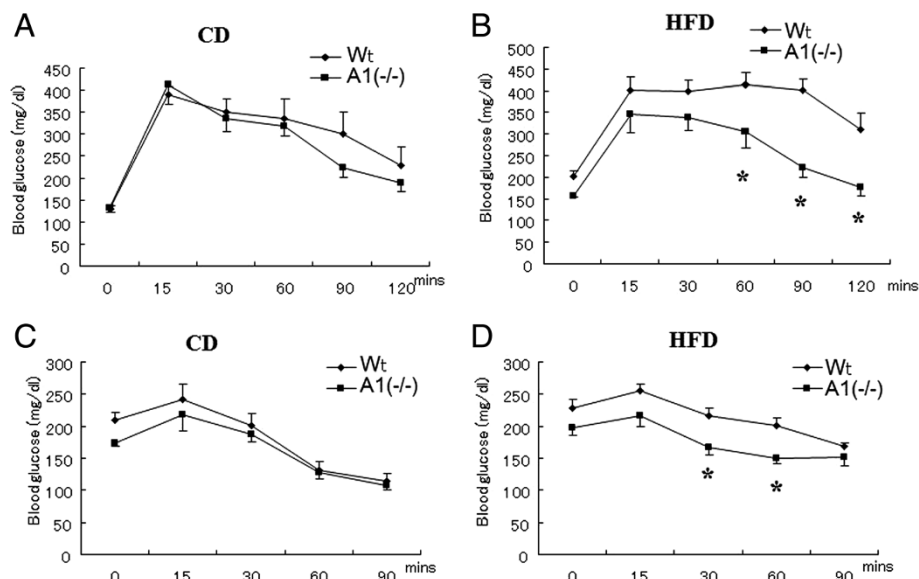 A
CD
Wt
A1(-/-)
Blood glucose (mg/dl)
450
400
350
300
250
200
150
100
50
0
0 15 30 60 90 120 mins
B
HFD
Wt
A1(-/-)
Blood glucose (mg/dl)
500
450
400
350
300
250
200
150
100
50
0
0 15 30 60 90 120 mins
*
*
*
C
CD
Wt
A1(-/-)
Blood glucose (mg/dl)
300
250
200
150
100
50
0
0 15 30 60 90 mins
D
HFD
Wt
A1(-/-)
Blood glucose (mg/dl)
300
250
200
150
100
50
0
0 15 30 60 90 mins
*
*